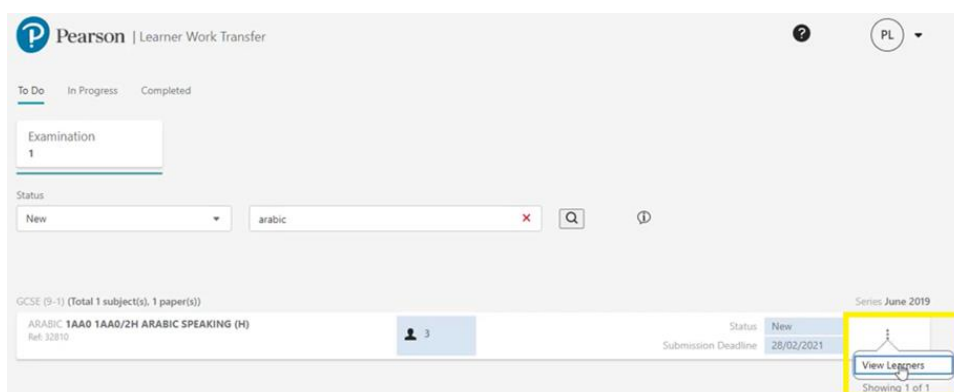 Pearson | Learner Work Transfer
? PL
To Do In Progress Completed
Examination
1
Status
New arabic
GCSE (9-1) (Total 1 subject(s), 1 paper(s)) Series June 2019
ARABIC 1AA0 1AA0/2H ARABIC SPEAKING (H) 3 Status New
Ref: 32810 Submission Deadline 28/02/2021
View Learners
Showing 1 of 1